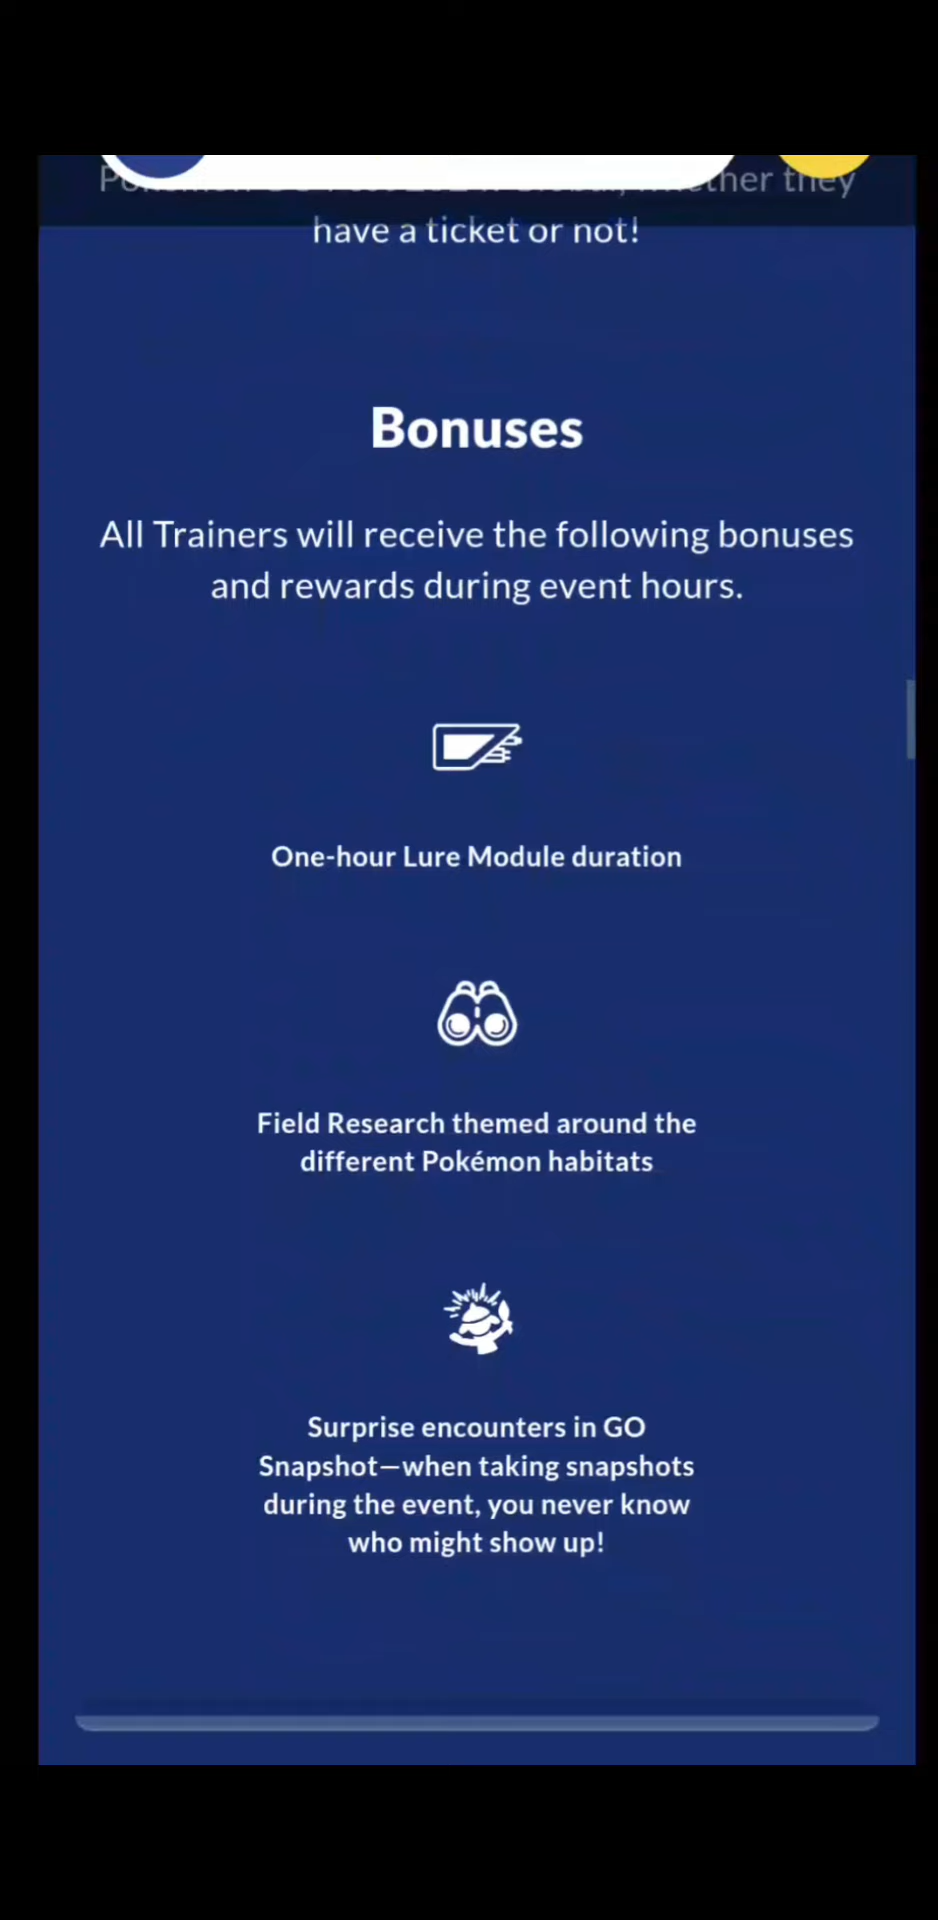 they
have a ticket or not!
Bonuses
All Trainers will receive the following bonuses
and rewards during event hours.
One-hour Lure Module duration
Field Research themed around the
different Pokémon habitats
Surprise encounters in GO
Snapshot—when taking snapshots
during the event, you never know
who might show up!